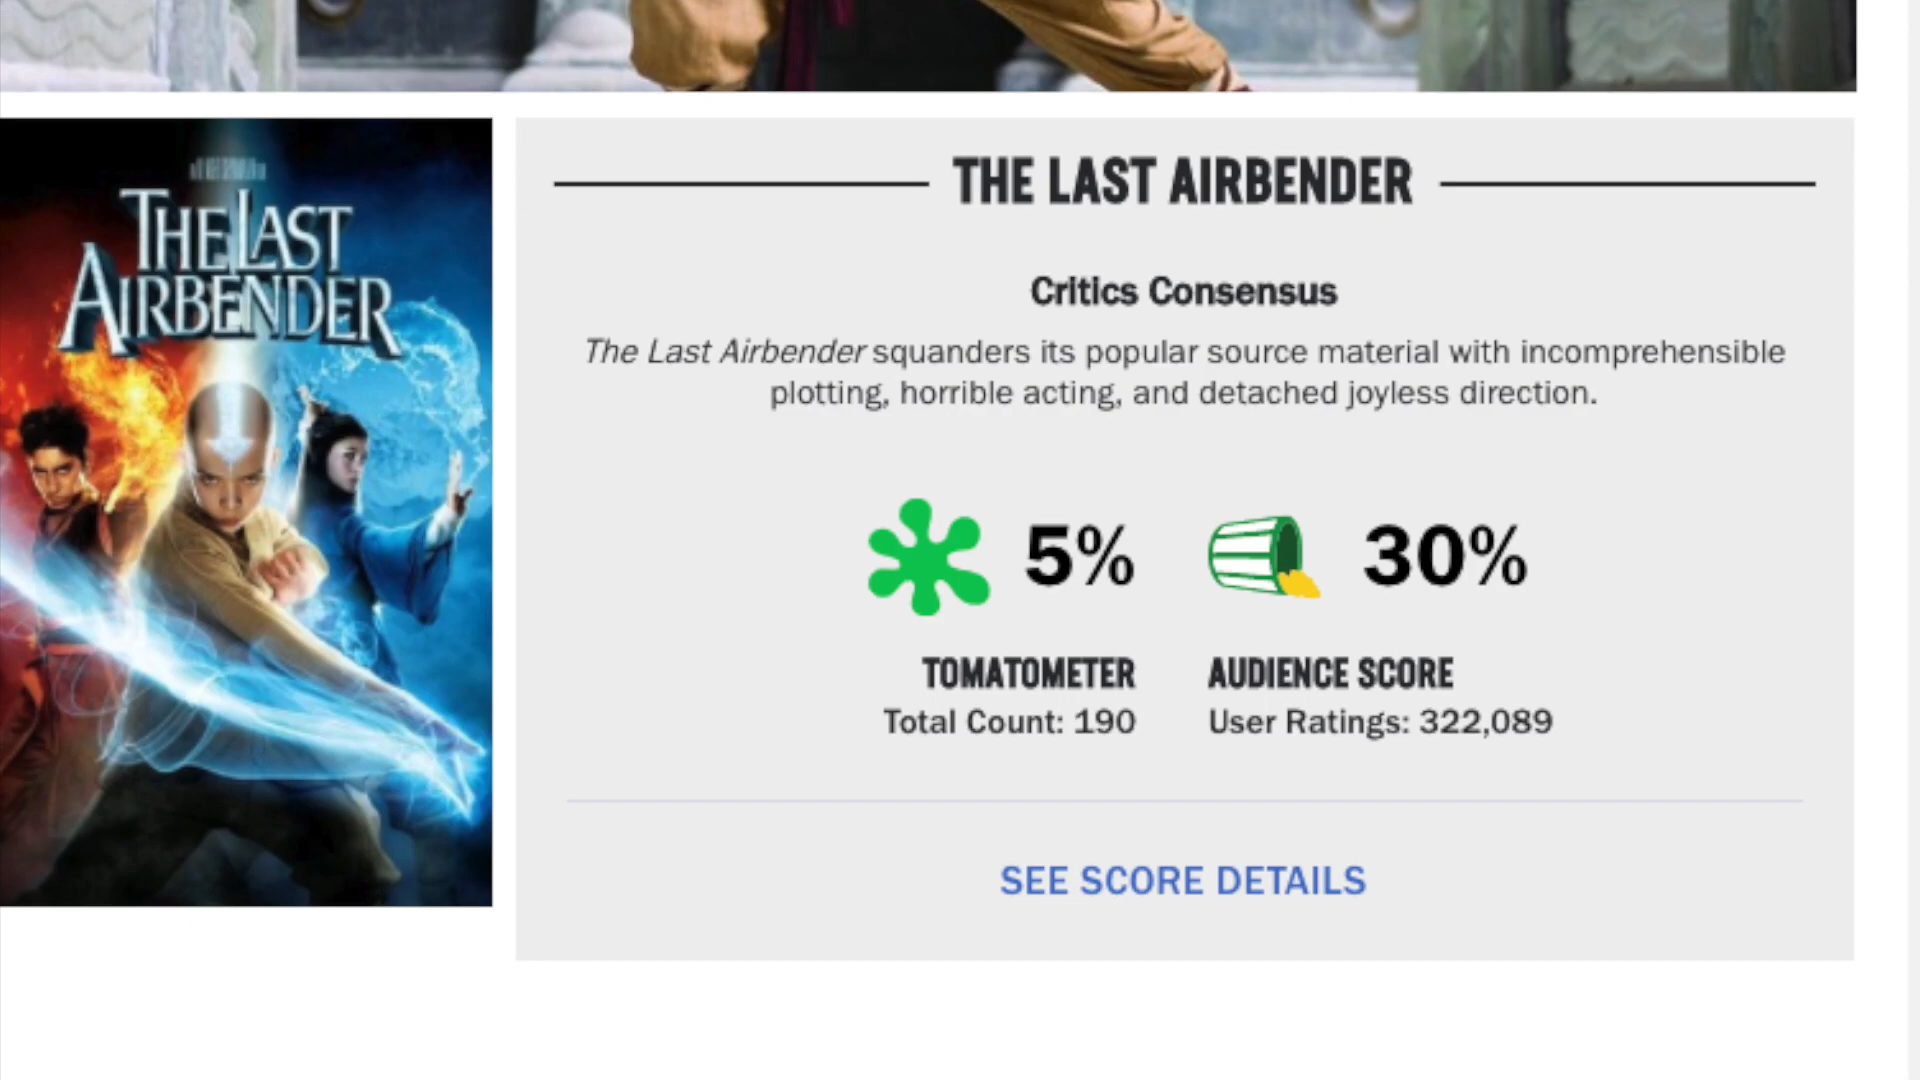 THE LAST
AIRBENDER
THE LAST AIRBENDER
Critics Consensus
The Last Airbender squanders its popular source material with incomprehensible
plotting, horrible acting, and detached joyless direction.
5% 30%
TOMATOMETER AUDIENCE SCORE
Total Count: 190 User Ratings: 322,089
SEE SCORE DETAILS